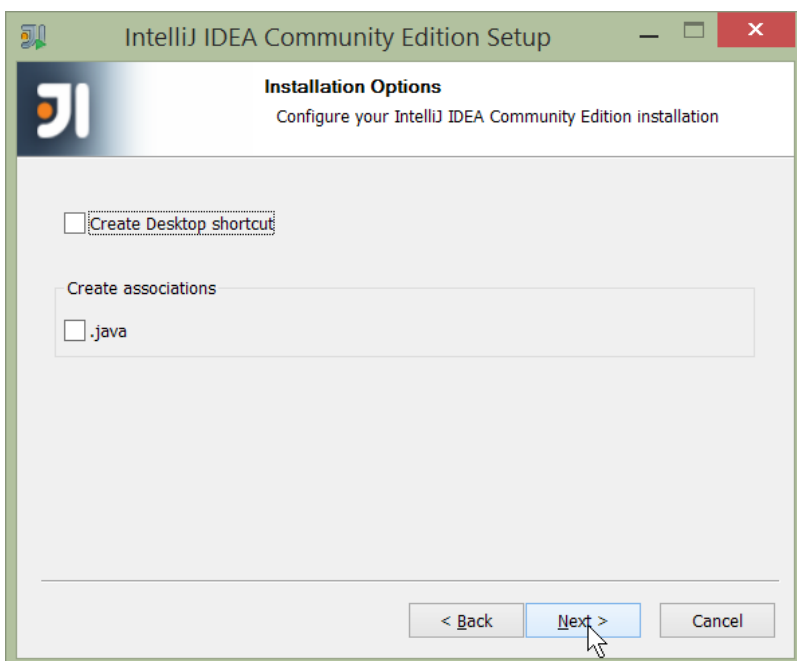 IntelliJ IDEA Community Edition Setup
Installation Options
Configure your IntelliJ IDEA Community Edition installation
Create Desktop shortcut
Create associations
.java
< Back
Next >
Cancel